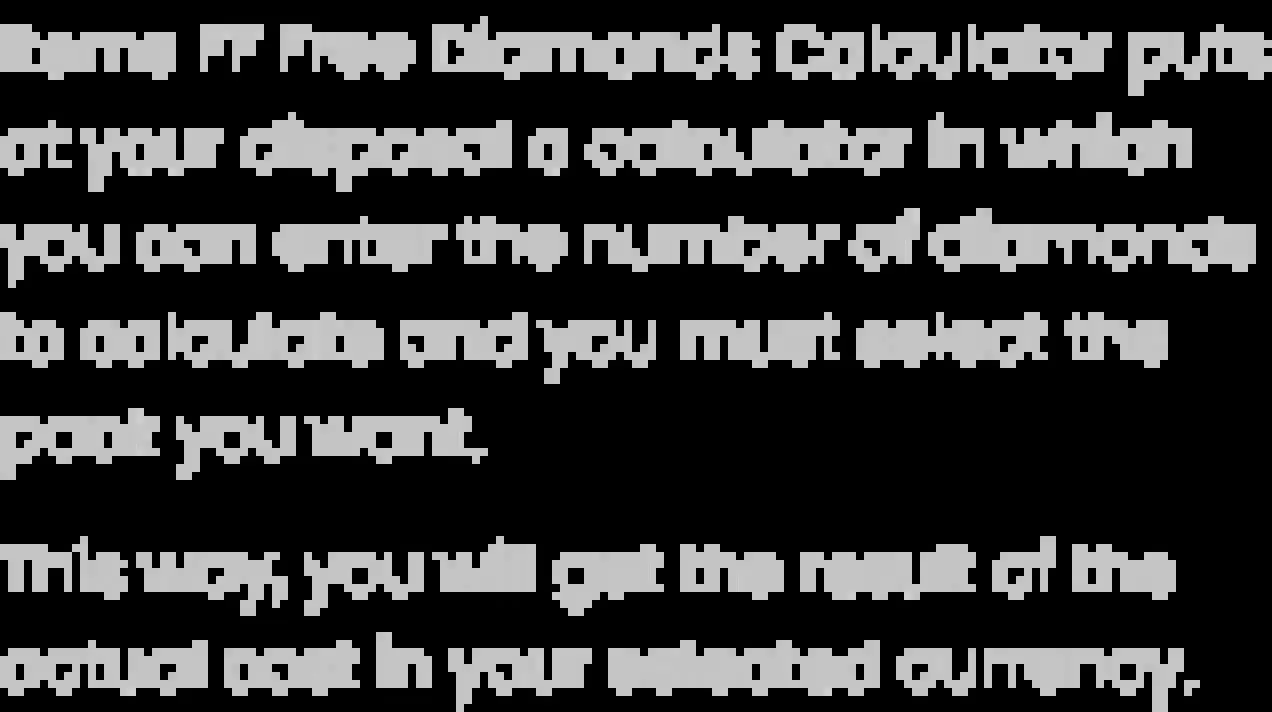 FF Free Diamonds Calculator puts
at your disposal a calculator in which
you can enter the number of diamonds
to calculate and you must select the
pack you want.
This way, you will get the result of the
actual cost in your selected currency.